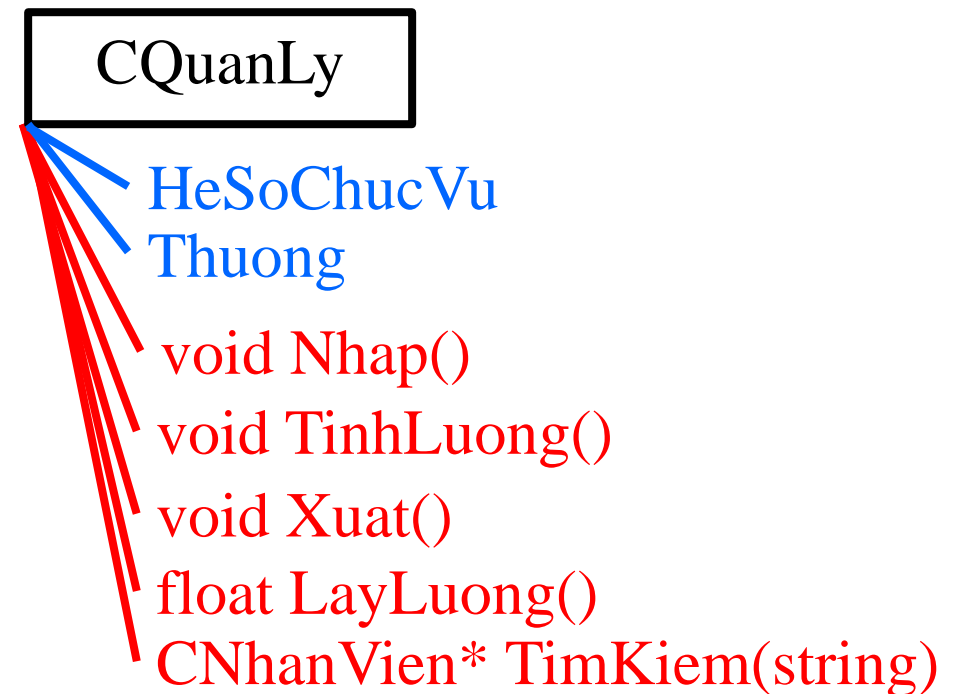 CQuanLy
HeSoChucVu
Thuong
void Nhap()
void TinhLuong()
void Xuat()
float LayLuong()
CNhanVien* TimKiem(string)